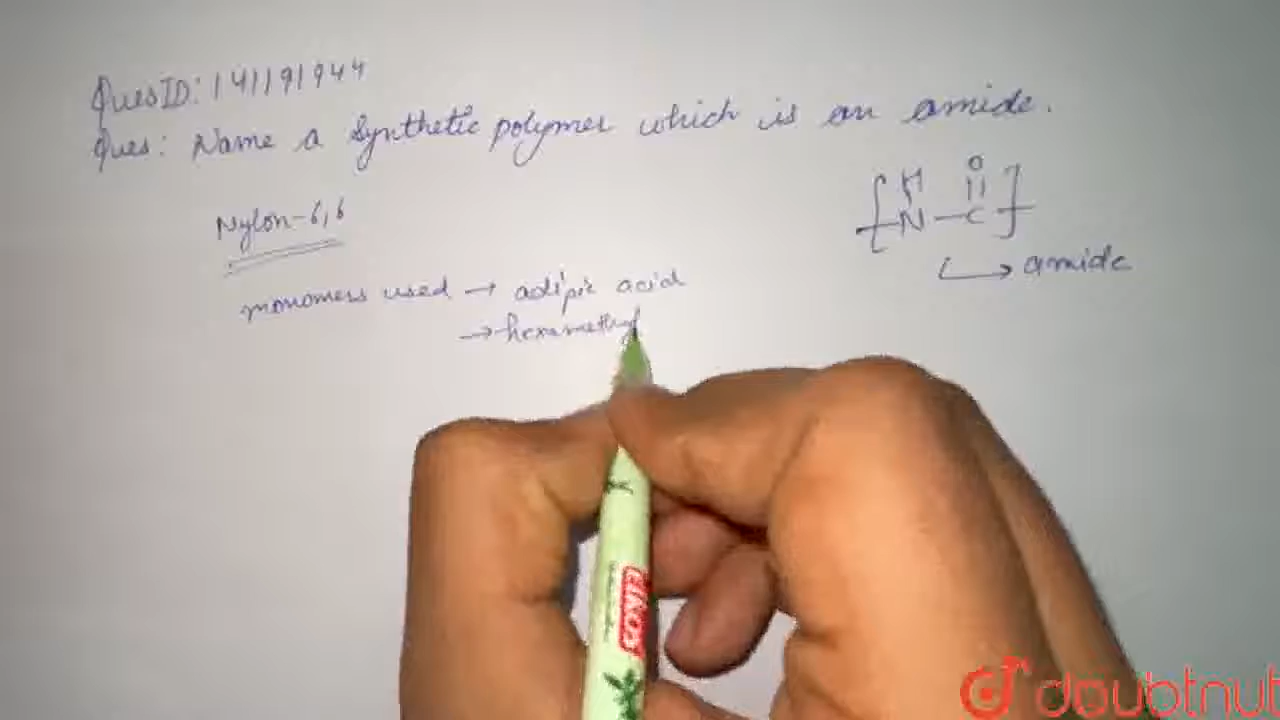 QuesID: 141191944
Ques: Name a synthetic polymer which is an amide.
H O
Nylon-6,6
N - C
amide
monomers used → adipic acid
→ hexamethyl
doubtnut